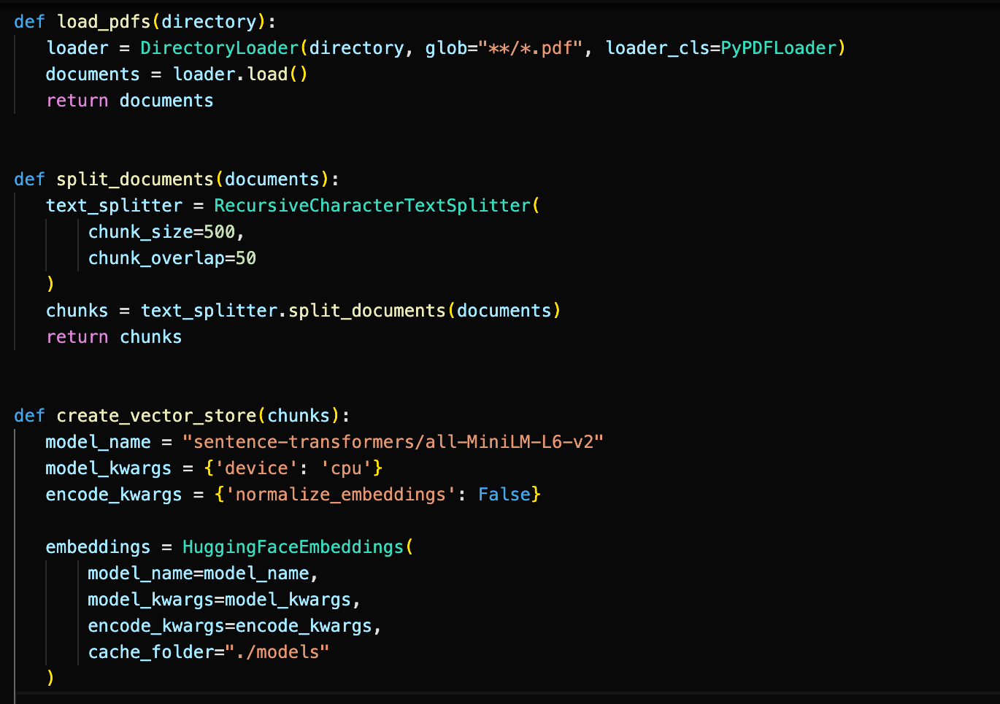 def load_pdfs(directory):
   loader = DirectoryLoader(directory, glob="**/*.pdf", loader_cls=PyPDFLoader)
   documents = loader.load()
   return documents
def split_documents(documents):
   text_splitter = RecursiveCharacterTextSplitter(
       chunk_size=500,
       chunk_overlap=50
   )
   chunks = text_splitter.split_documents(documents)
   return chunks
def create_vector_store(chunks):
   model_name = "sentence-transformers/all-MiniLM-L6-v2"
   model_kwargs = {'device': 'cpu'}
   encode_kwargs = {'normalize_embeddings': False}
   embeddings = HuggingFaceEmbeddings(
       model_name=model_name,
       model_kwargs=model_kwargs,
       encode_kwargs=encode_kwargs,
       cache_folder="./models"
   )